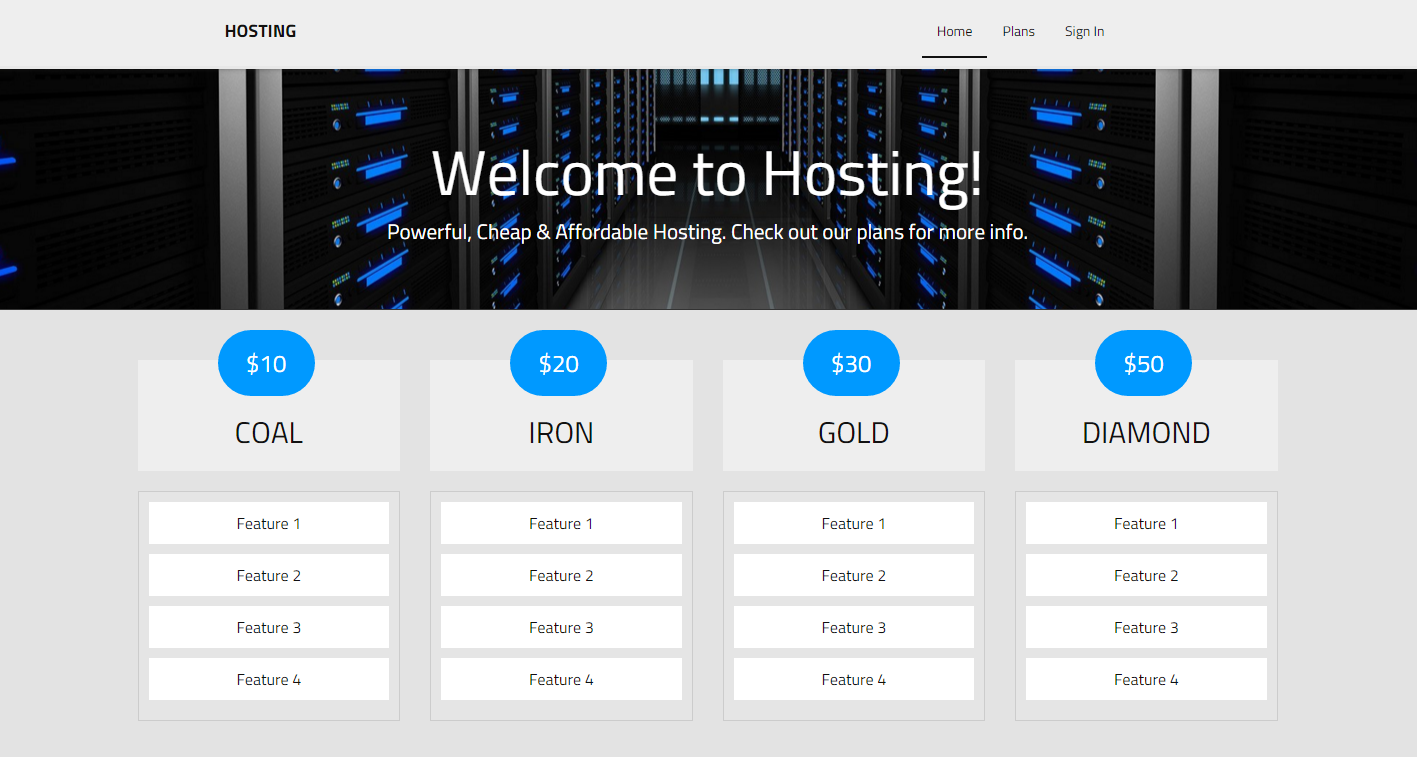 HOSTING
Home Plans Sign In
Welcome to Hosting!
Powerful, Cheap & Affordable Hosting. Check out our plans for more info.
$10 $20 $30 $50
COAL IRON GOLD DIAMOND
Feature 1 Feature 1 Feature 1 Feature 1
Feature 2 Feature 2 Feature 2 Feature 2
Feature 3 Feature 3 Feature 3 Feature 3
Feature 4 Feature 4 Feature 4 Feature 4